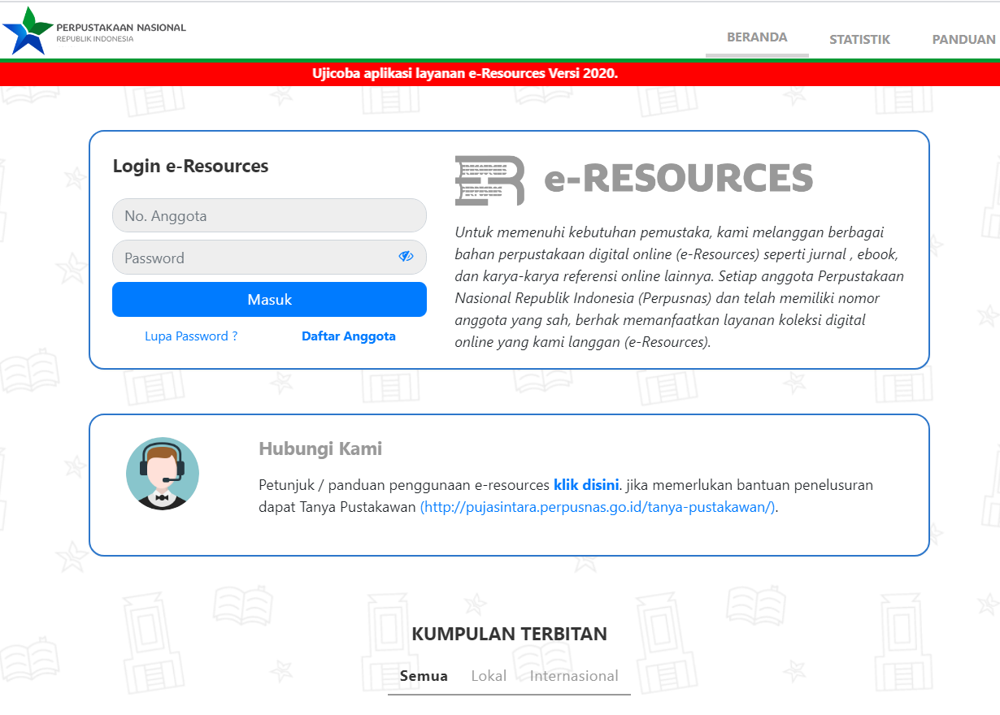 PERPUSTAKAAN NASIONAL
REPUBLIK INDONESIA
BERANDA STATISTIK PANDUAN
Ujicoba aplikasi layanan e-Resources Versi 2020.
Login e-Resources
No. Anggota
Password
Masuk
Lupa Password ? Daftar Anggota
e-RESOURCES
Untuk memenuhi kebutuhan pemustaka, kami melanggan berbagai
bahan perpustakaan digital online (e-Resources) seperti jurnal , ebook,
dan karya-karya referensi online lainnya. Setiap anggota Perpustakaan
Nasional Republik Indonesia (Perpusnas) dan telah memiliki nomor
anggota yang sah, berhak memanfaatkan layanan koleksi digital
online yang kami langgan (e-Resources).
Hubungi Kami
Petunjuk / panduan penggunaan e-resources klik disini. jika memerlukan bantuan penelusuran
dapat Tanya Pustakawan (http://pujasintara.perpusnas.go.id/tanya-pustakawan/).
KUMPULAN TERBITAN
Semua Lokal Internasional